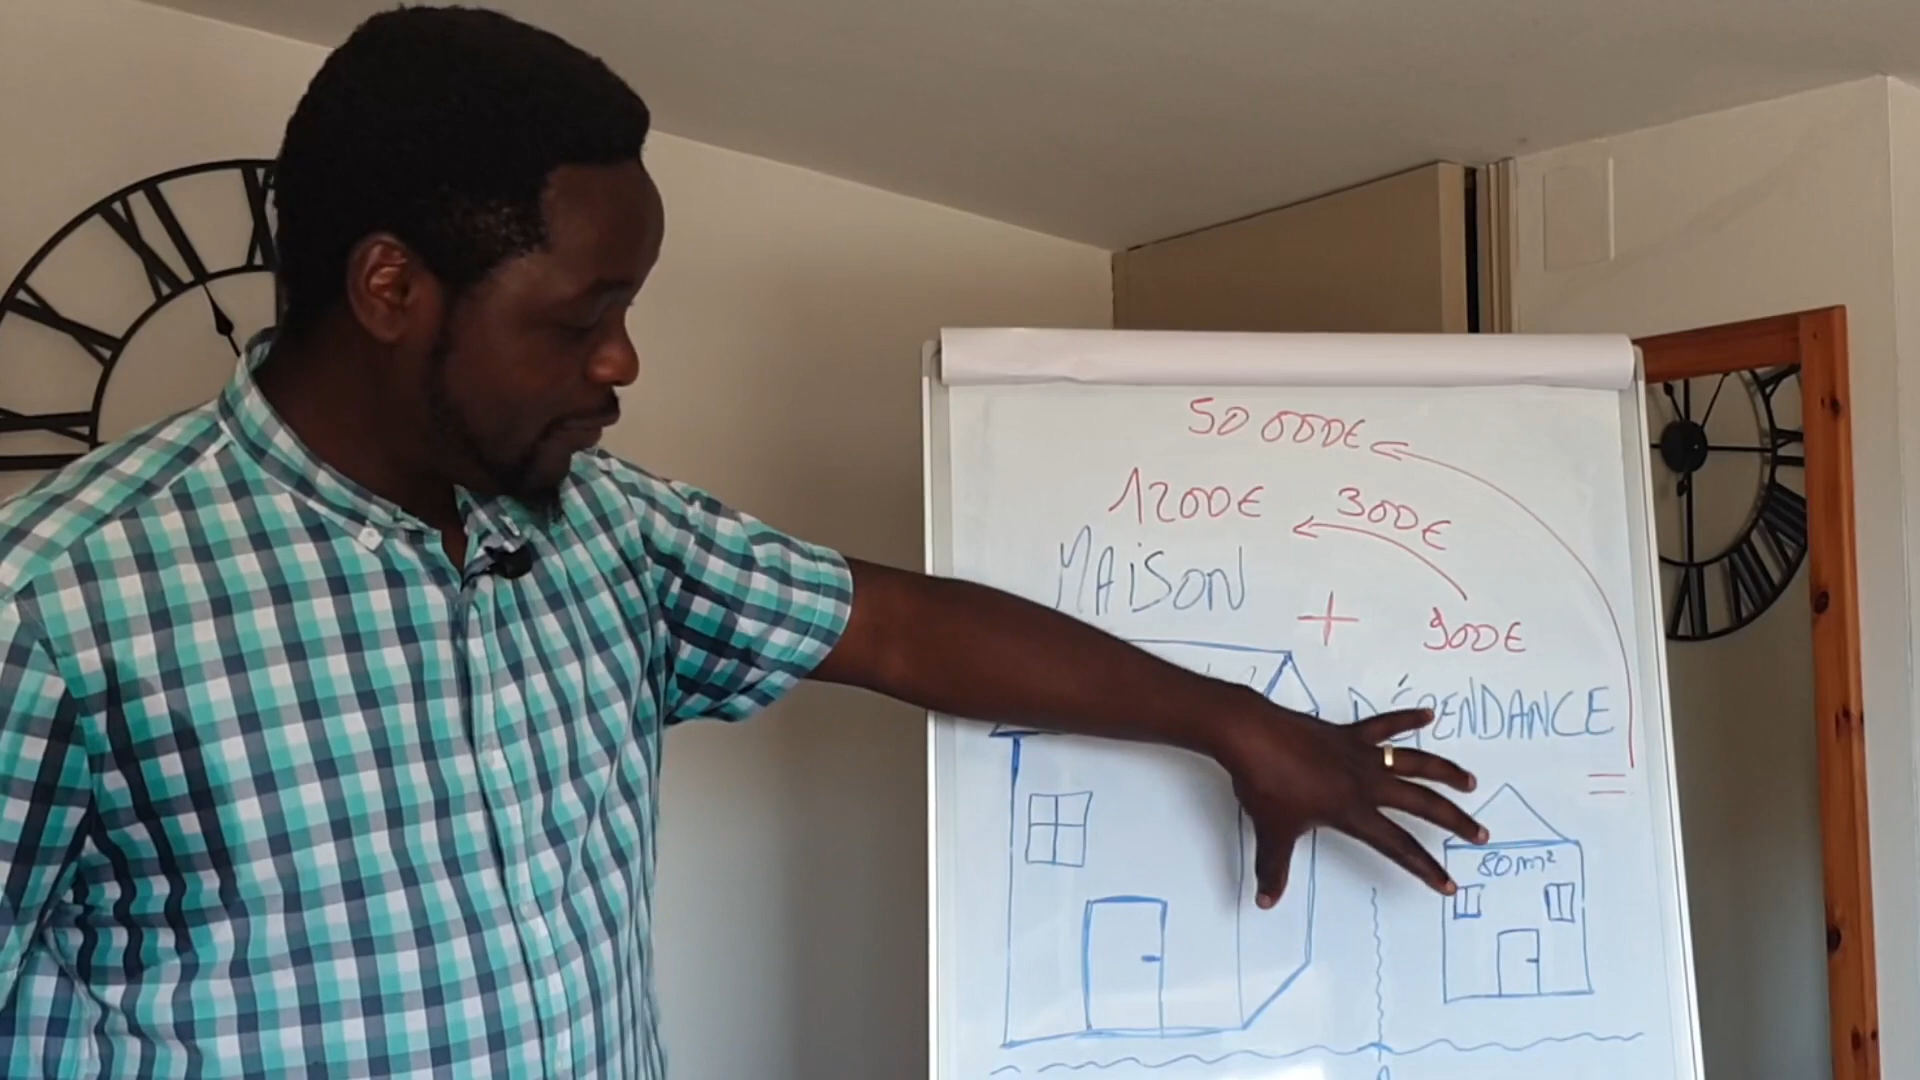 50 000€
1200€ 300€
MAISON
+ 900€
DÉPENDANCE
=
80m²